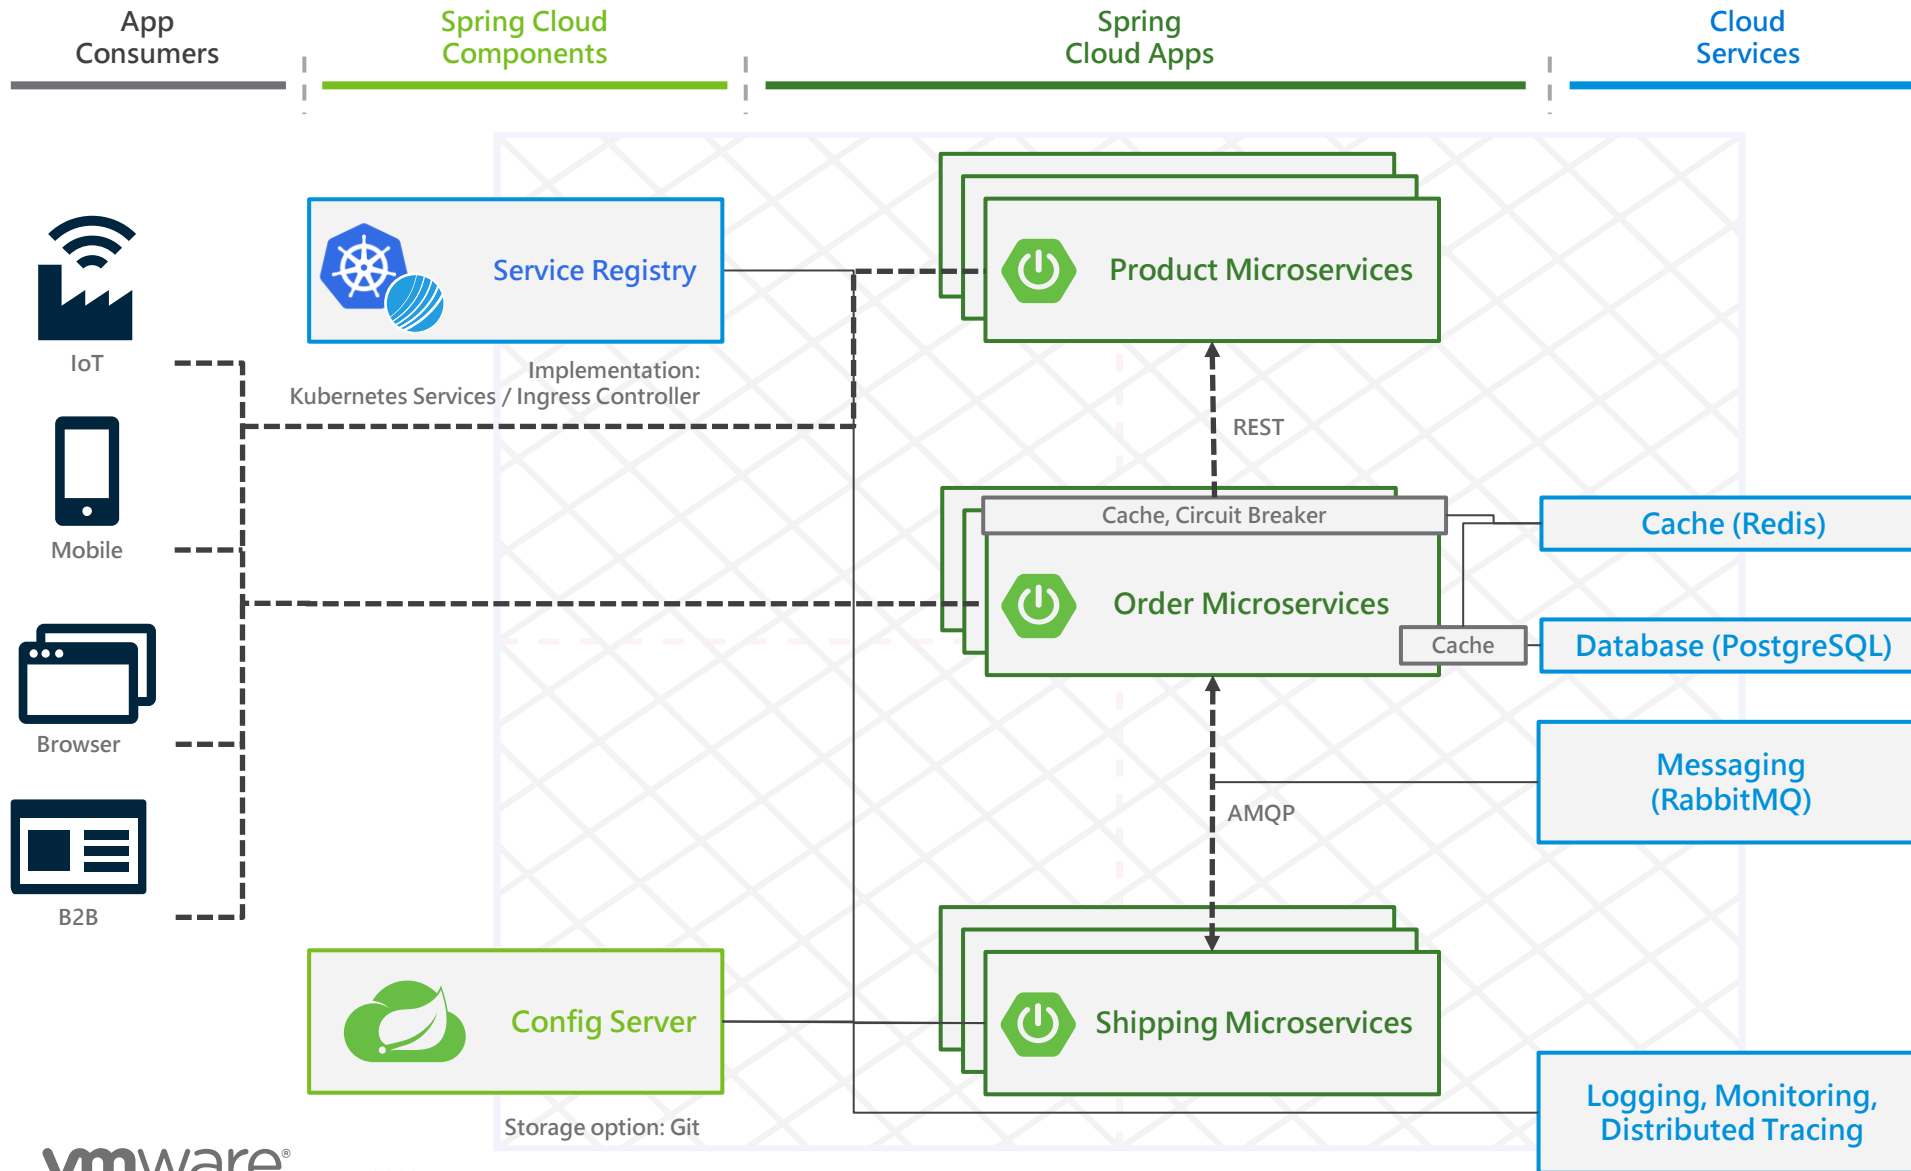 App
Consumers
Spring Cloud
Components
Spring
Cloud Apps
Cloud
Services
IoT
Mobile
Browser
B2B
Service Registry
Implementation:
Kubernetes Services / Ingress Controller
Config Server
Storage option: Git
Product Microservices
REST
Cache, Circuit Breaker
Order Microservices
Cache
AMQP
Shipping Microservices
Cache (Redis)
Database (PostgreSQL)
Messaging
(RabbitMQ)
Logging, Monitoring,
Distributed Tracing
vmware®